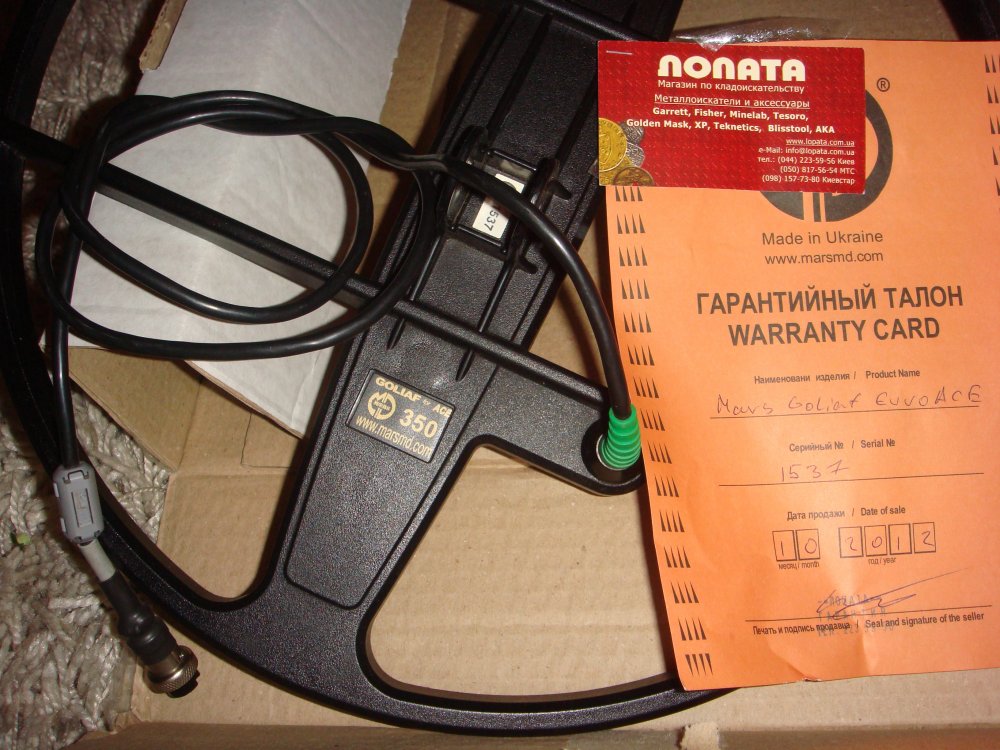 ЛОПАТА
Магазин по кладоискательству
Металлоискатели и аксессуары
Garrett, Fisher, Minelab, Tesoro,
Golden Mask, XP, Teknetics, Blisstool, AKA
www.lopata.com.ua
e-Mail: info@lopata.com.ua
тел.: (044) 223-59-56 Киев
(050) 817-56-54 МТС
(098) 157-73-80 Киевстар
®
Made in Ukraine
www.marsmd.com
ГАРАНТИЙНЫЙ ТАЛОН
WARRANTY CARD
Наименовани изделия / Product Name
Mars Goliaf EuroACE
Серийный № / Serial №
1537
Дата продажи / Date of sale
10 2012
месяц / month год / year
Печать и подпись продавца / Seal and signature of the seller
537
GOLIAF by ACE
350
www.marsmd.com